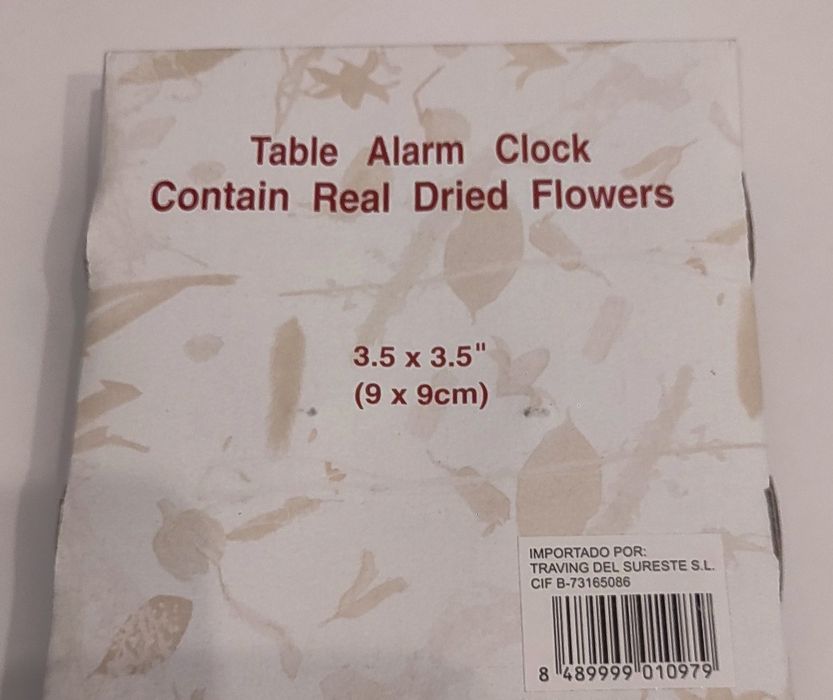 Table Alarm Clock
Contain Real Dried Flowers
3.5 x 3.5"
(9 x 9cm)
IMPORTADO POR:
TRAVING DEL SURESTE S.L.
CIF B-73165086
8 489999 010979